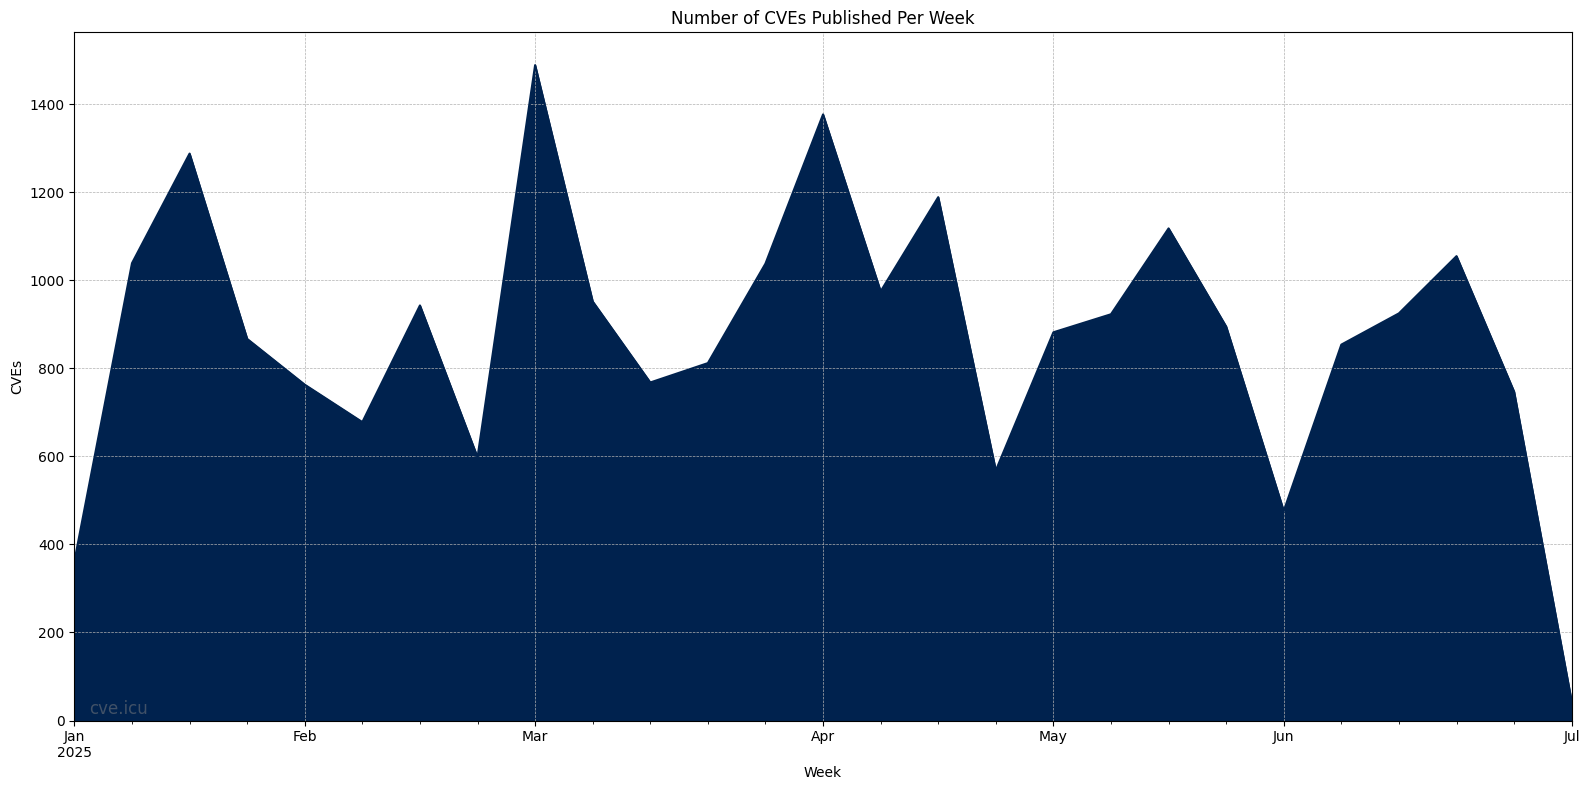 Number of CVEs Published Per Week
CVEs
1400
1200
1000
800
600
400
200
0
cve.icu
Jan
2025
Feb
Mar
Apr
May
Jun
Jul
Week